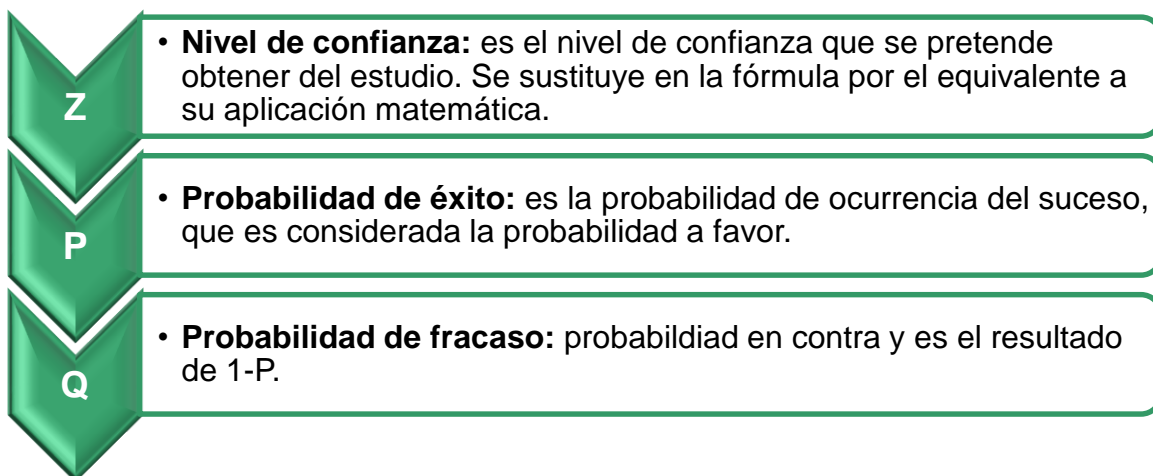 Z
• Nivel de confianza: es el nivel de confianza que se pretende
obtener del estudio. Se sustituye en la fórmula por el equivalente a
su aplicación matemática.
P
• Probabilidad de éxito: es la probabilidad de ocurrencia del suceso,
que es considerada la probabilidad a favor.
Q
• Probabilidad de fracaso: probabildiad en contra y es el resultado
de 1-P.